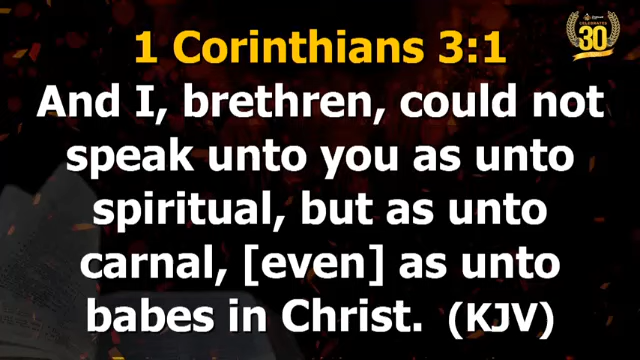 1 Corinthians 3:1
And I, brethren, could not
speak unto you as unto
spiritual, but as unto
carnal, [even] as unto
babes in Christ. (KJV)
30